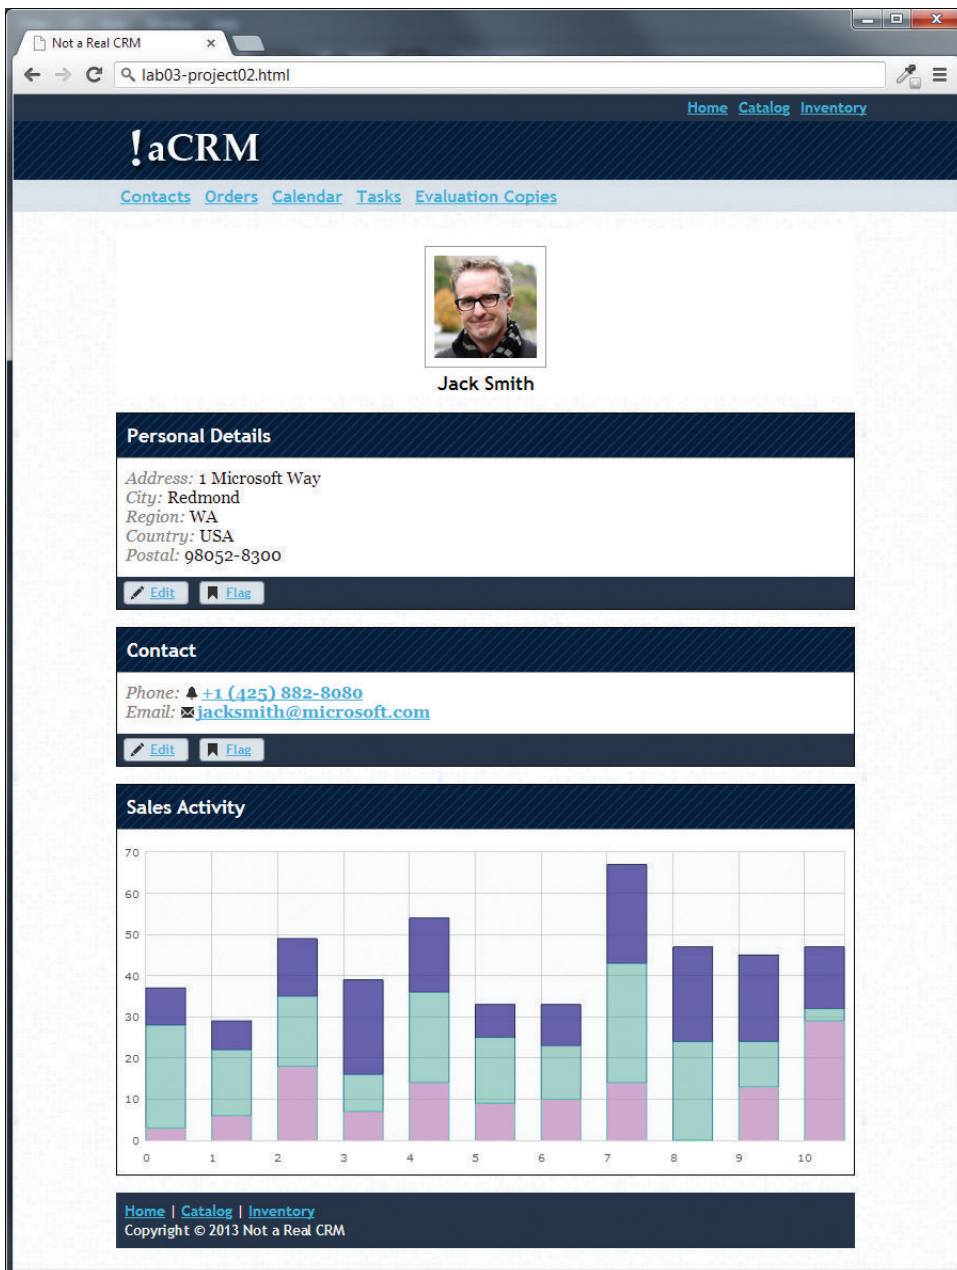 Not a Real CRM
lab03-project02.html
Home Catalog Inventory
!aCRM
Contacts Orders Calendar Tasks Evaluation Copies
Jack Smith
Personal Details
Address: 1 Microsoft Way
City: Redmond
Region: WA
Country: USA
Postal: 98052-8300
Edit Flag
Contact
Phone: +1 (425) 882-8080
Email: jacksmith@microsoft.com
Edit Flag
Sales Activity
70
60
50
40
30
20
10
0
0 1 2 3 4 5 6 7 8 9 10
Home | Catalog | Inventory
Copyright © 2013 Not a Real CRM